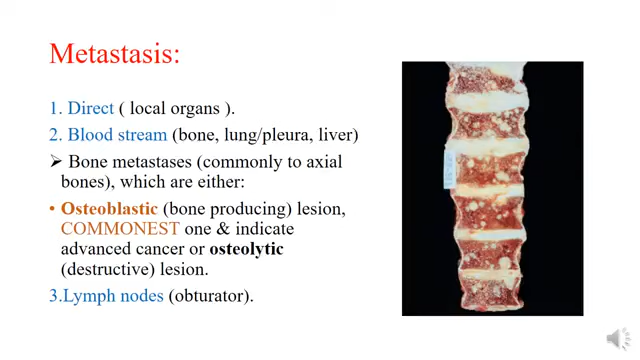 Metastasis:
1. Direct ( local organs ).
2. Blood stream (bone, lung/pleura, liver)
➢ Bone metastases (commonly to axial
bones), which are either:
• Osteoblastic (bone producing) lesion,
COMMONEST one & indicate
advanced cancer or osteolytic
(destructive) lesion.
3.Lymph nodes (obturator).